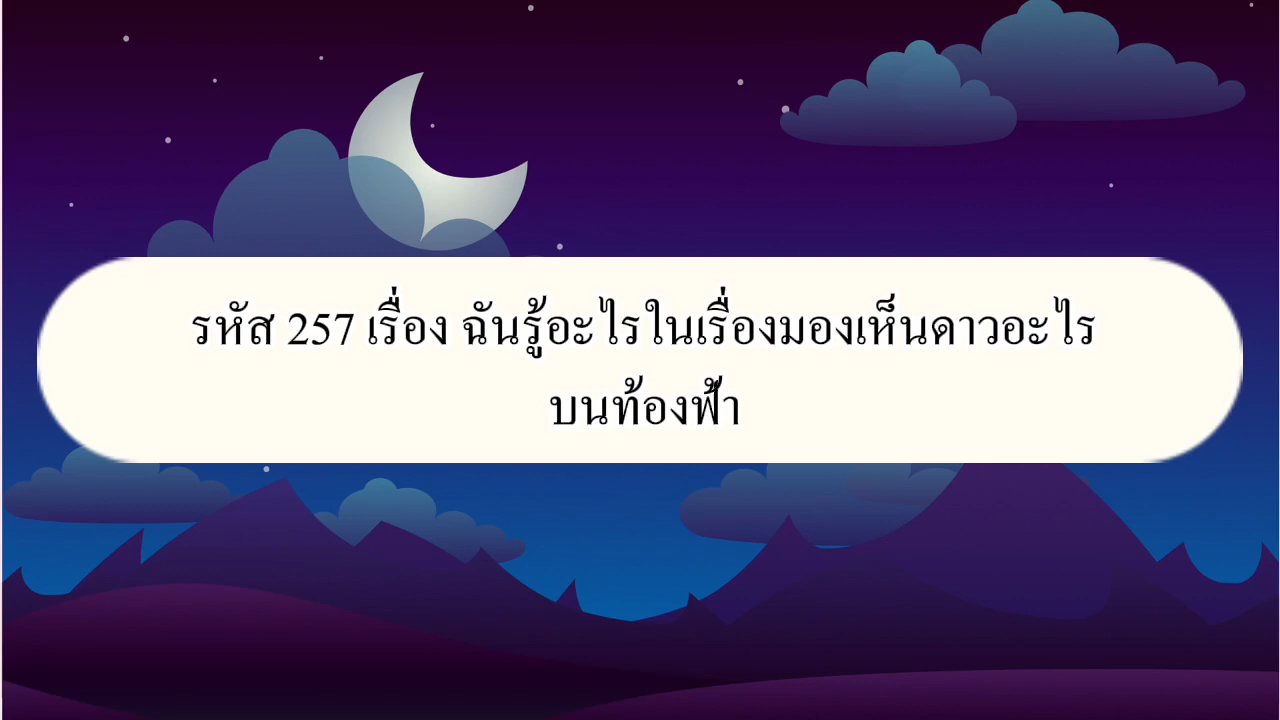 รหัส 257 เรื่อง ฉันรู้อะไรในเรื่องมองเห็นดาวอะไร
บนท้องฟ้า